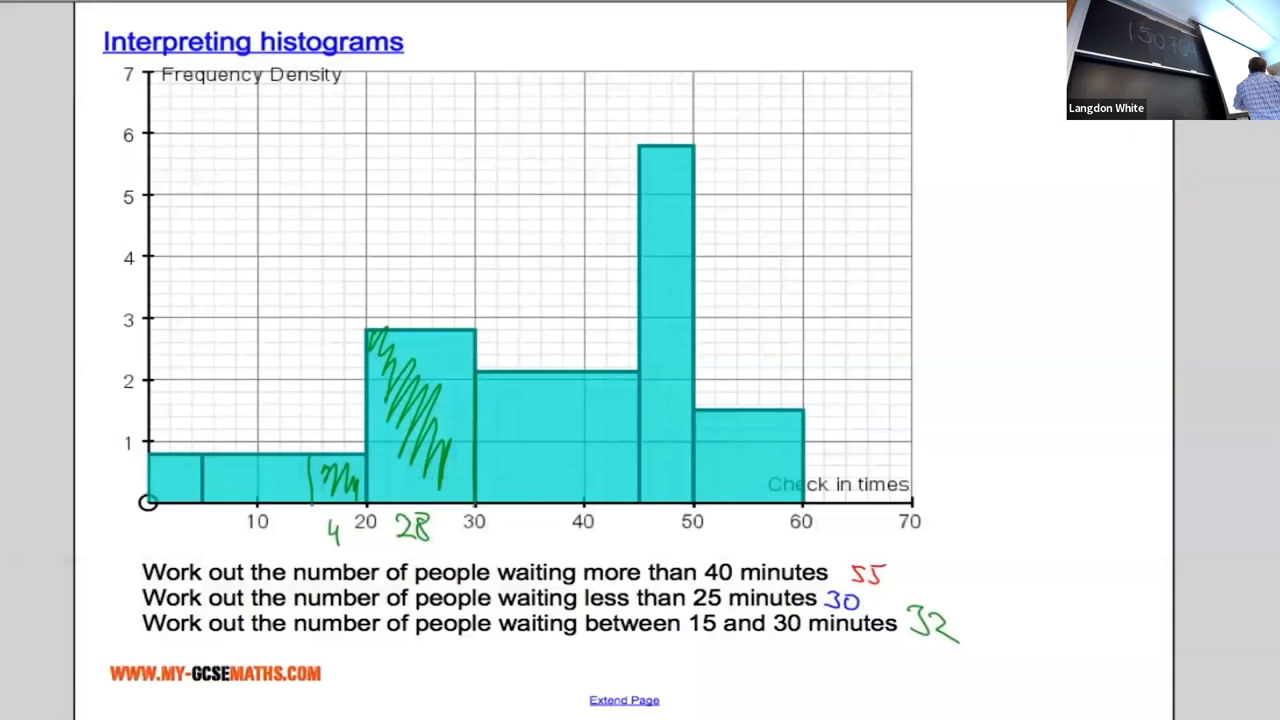 Interpreting histograms
7 Frequency Density
6
5
4
3
2
1
Check in times
10 20 30 40 50 60 70
4 28
Work out the number of people waiting more than 40 minutes 55
Work out the number of people waiting less than 25 minutes 30
Work out the number of people waiting between 15 and 30 minutes 32
WWW.MY-GCSEMATHS.COM
Extend Page
Langdon White